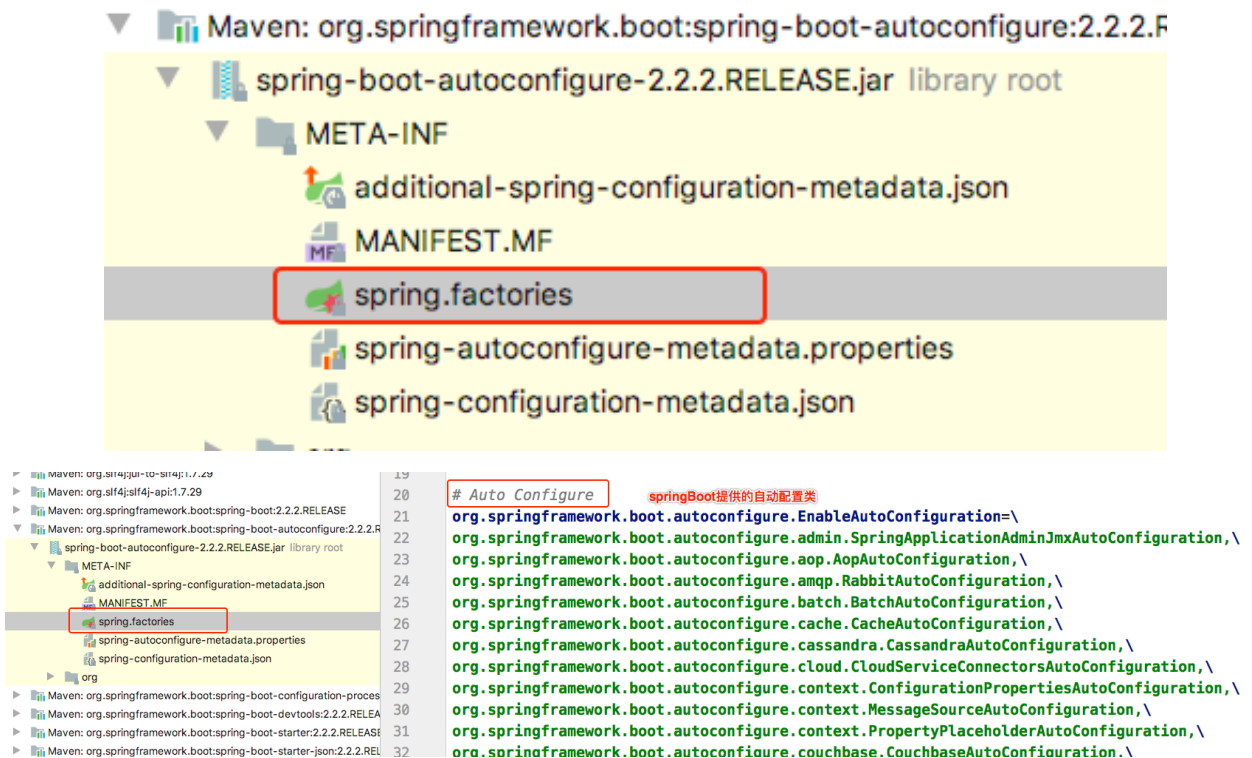 Maven: org.springframework.boot:spring-boot-autoconfigure:2.2.2.R
spring-boot-autoconfigure-2.2.2.RELEASE.jar library root
META-INF
additional-spring-configuration-metadata.json
MANIFEST.MF
spring.factories
spring-autoconfigure-metadata.properties
spring-configuration-metadata.json
Maven: org.slf4j:jul-to-slf4j:1.7.29
Maven: org.slf4j:slf4j-api:1.7.29
Maven: org.springframework.boot:spring-boot:2.2.2.RELEASE
Maven: org.springframework.boot:spring-boot-autoconfigure:2.2.2.R
spring-boot-autoconfigure-2.2.2.RELEASE.jar library root
META-INF
additional-spring-configuration-metadata.json
MANIFEST.MF
spring.factories
spring-autoconfigure-metadata.properties
spring-configuration-metadata.json
org
Maven: org.springframework.boot:spring-boot-configuration-proces
Maven: org.springframework.boot:spring-boot-devtools:2.2.2.RELEA
Maven: org.springframework.boot:spring-boot-starter:2.2.2.RELEASE
Maven: org.springframework.boot:spring-boot-starter-json:2.2.2.REL
19
20 # Auto Configure springBoot提供的自动配置类
21 org.springframework.boot.autoconfigure.EnableAutoConfiguration=\
22 org.springframework.boot.autoconfigure.admin.SpringApplicationAdminJmxAutoConfiguration,\
23 org.springframework.boot.autoconfigure.aop.AopAutoConfiguration,\
24 org.springframework.boot.autoconfigure.amqp.RabbitAutoConfiguration,\
25 org.springframework.boot.autoconfigure.batch.BatchAutoConfiguration,\
26 org.springframework.boot.autoconfigure.cache.CacheAutoConfiguration,\
27 org.springframework.boot.autoconfigure.cassandra.CassandraAutoConfiguration,\
28 org.springframework.boot.autoconfigure.cloud.CloudServiceConnectorsAutoConfiguration,\
29 org.springframework.boot.autoconfigure.context.ConfigurationPropertiesAutoConfiguration,\
30 org.springframework.boot.autoconfigure.context.MessageSourceAutoConfiguration,\
31 org.springframework.boot.autoconfigure.context.PropertyPlaceholderAutoConfiguration,\
32 org.springframework.boot.autoconfigure.couchbase.CouchbaseAutoConfiguration,\